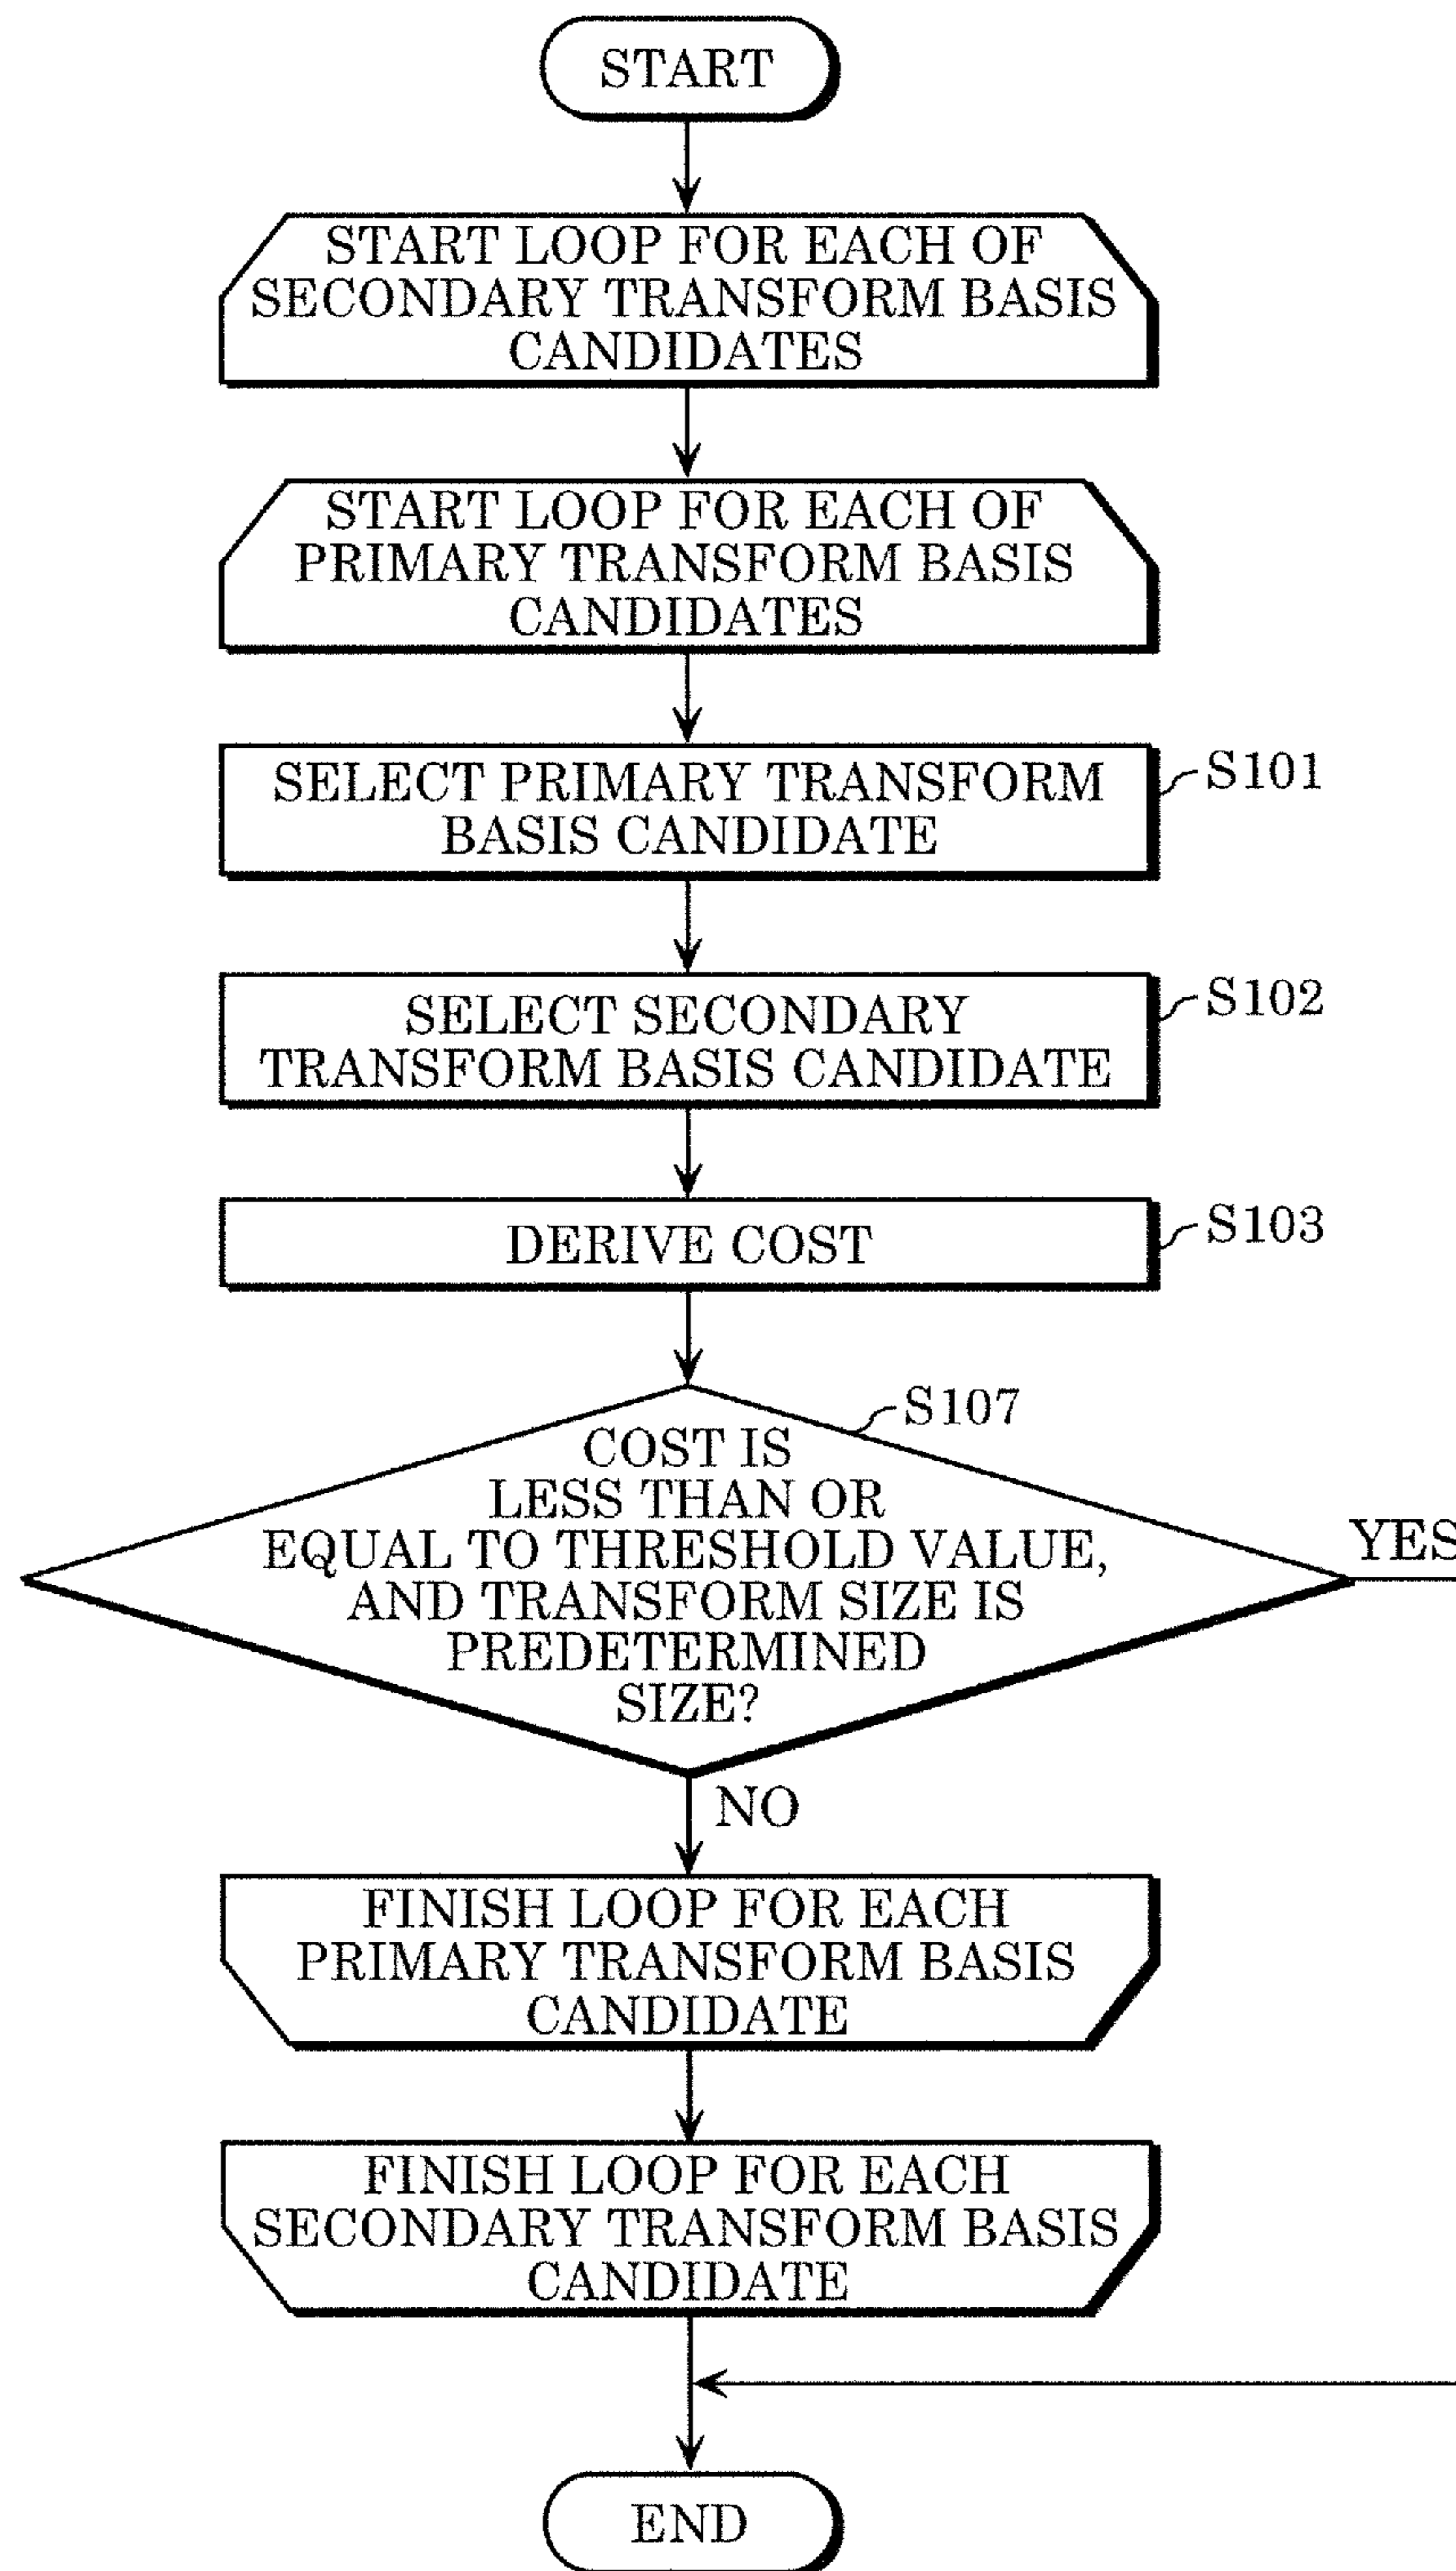 START
START LOOP FOR EACH OF
SECONDARY TRANSFORM BASIS
CANDIDATES
START LOOP FOR EACH OF
PRIMARY TRANSFORM BASIS
CANDIDATES
SELECT PRIMARY TRANSFORM
BASIS CANDIDATE
S101
SELECT SECONDARY
TRANSFORM BASIS CANDIDATE
S102
DERIVE COST
S103
S107
COST IS
LESS THAN OR
EQUAL TO THRESHOLD VALUE,
AND TRANSFORM SIZE IS
PREDETERMINED
SIZE?
YES
NO
FINISH LOOP FOR EACH
PRIMARY TRANSFORM BASIS
CANDIDATE
FINISH LOOP FOR EACH
SECONDARY TRANSFORM BASIS
CANDIDATE
END